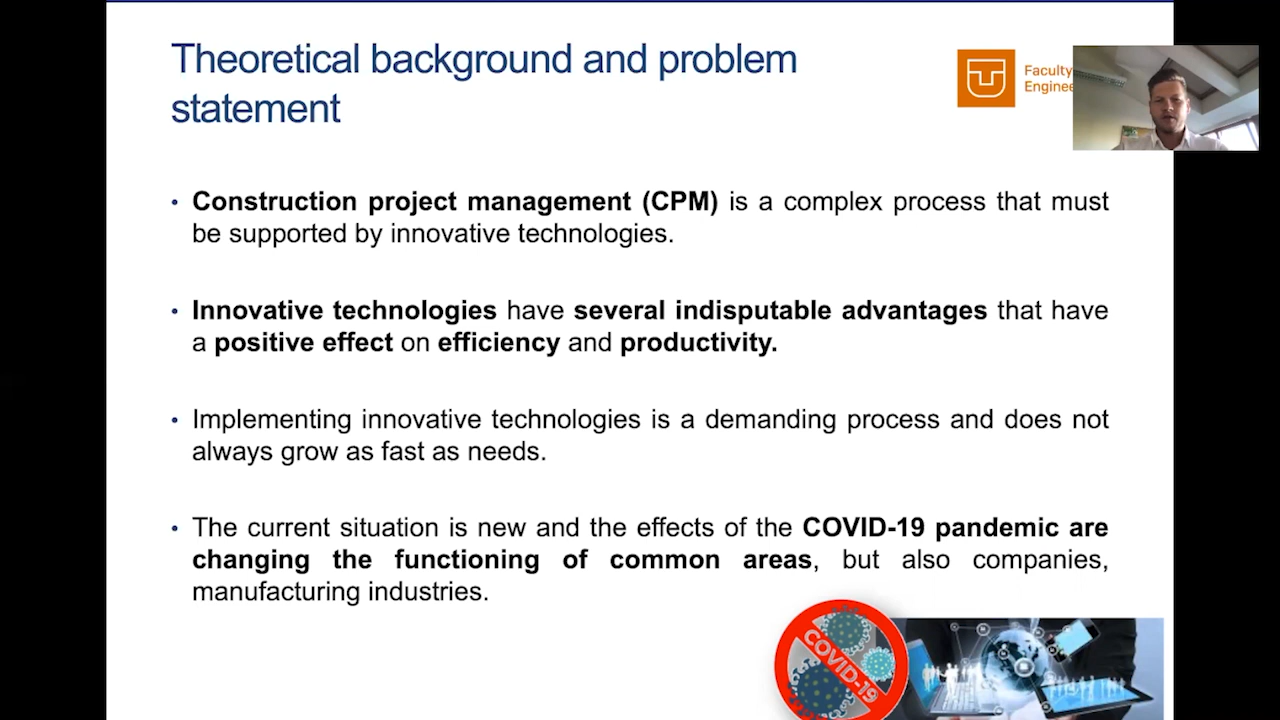 Theoretical background and problem
statement
Faculty
Enginee
• Construction project management (CPM) is a complex process that must
be supported by innovative technologies.
• Innovative technologies have several indisputable advantages that have
a positive effect on efficiency and productivity.
• Implementing innovative technologies is a demanding process and does not
always grow as fast as needs.
• The current situation is new and the effects of the COVID-19 pandemic are
changing the functioning of common areas, but also companies,
manufacturing industries.
COVID-19